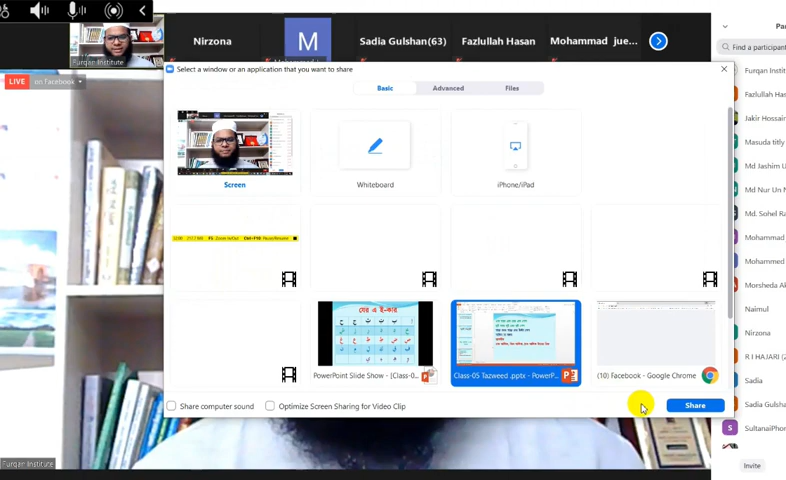 Nirzona
M
Sadia Gulshan(63)
Fazlullah Hasan
Mohammad jue...
Furqan Institute
LIVE
on Facebook
Select a window or an application that you want to share
Basic
Advanced
Files
Screen
Whiteboard
iPhone/iPad
যের এ ই-কার
PowerPoint Slide Show - [Class-0...
Class-05 Tazweed .pptx - PowerP...
(10) Facebook - Google Chrome
Share computer sound
Optimize Screen Sharing for Video Clip
Share
Furqan Institute
Find a participant
Furqan Instit
Fazlullah Has
Jakir Hossain
Masuda titly
Md Jashim U
Md Nur Un N
Md. Sohel Ra
Mohammad
Mohammed
Morsheda Ak
Naimul
Nirzona
R I HAJARI (
Sadia
Sadia Gulsha
S
SultanaiPhon
Invite